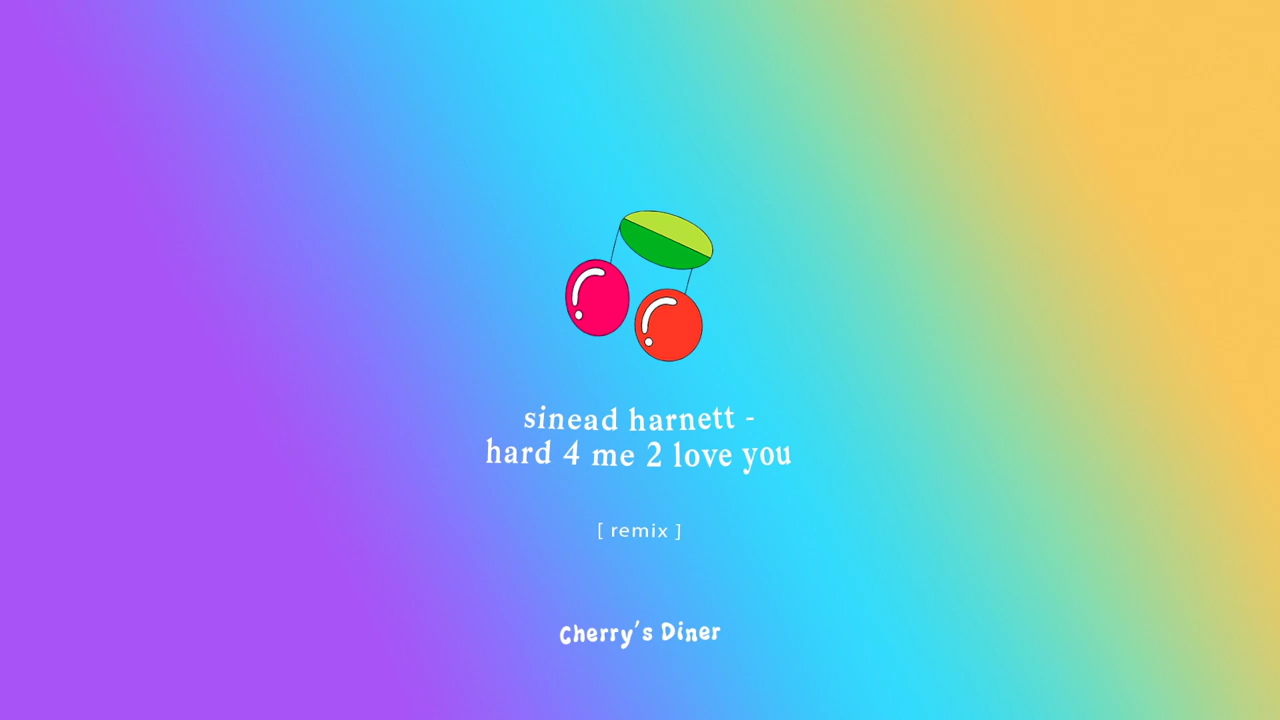 sinead harnett -
hard 4 me 2 love you
[ remix ]
Cherry's Diner